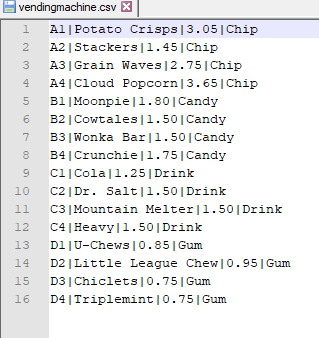 vendingmachine.csv
1 A1|Potato Crisps|3.05|Chip
2 A2|Stackers|1.45|Chip
3 A3|Grain Waves|2.75|Chip
4 A4|Cloud Popcorn|3.65|Chip
5 B1|Moonpie|1.80|Candy
6 B2|Cowtales|1.50|Candy
7 B3|Wonka Bar|1.50|Candy
8 B4|Crunchie|1.75|Candy
9 C1|Cola|1.25|Drink
10 C2|Dr. Salt|1.50|Drink
11 C3|Mountain Melter|1.50|Drink
12 C4|Heavy|1.50|Drink
13 D1|U-Chews|0.85|Gum
14 D2|Little League Chew|0.95|Gum
15 D3|Chiclets|0.75|Gum
16 D4|Triplemint|0.75|Gum